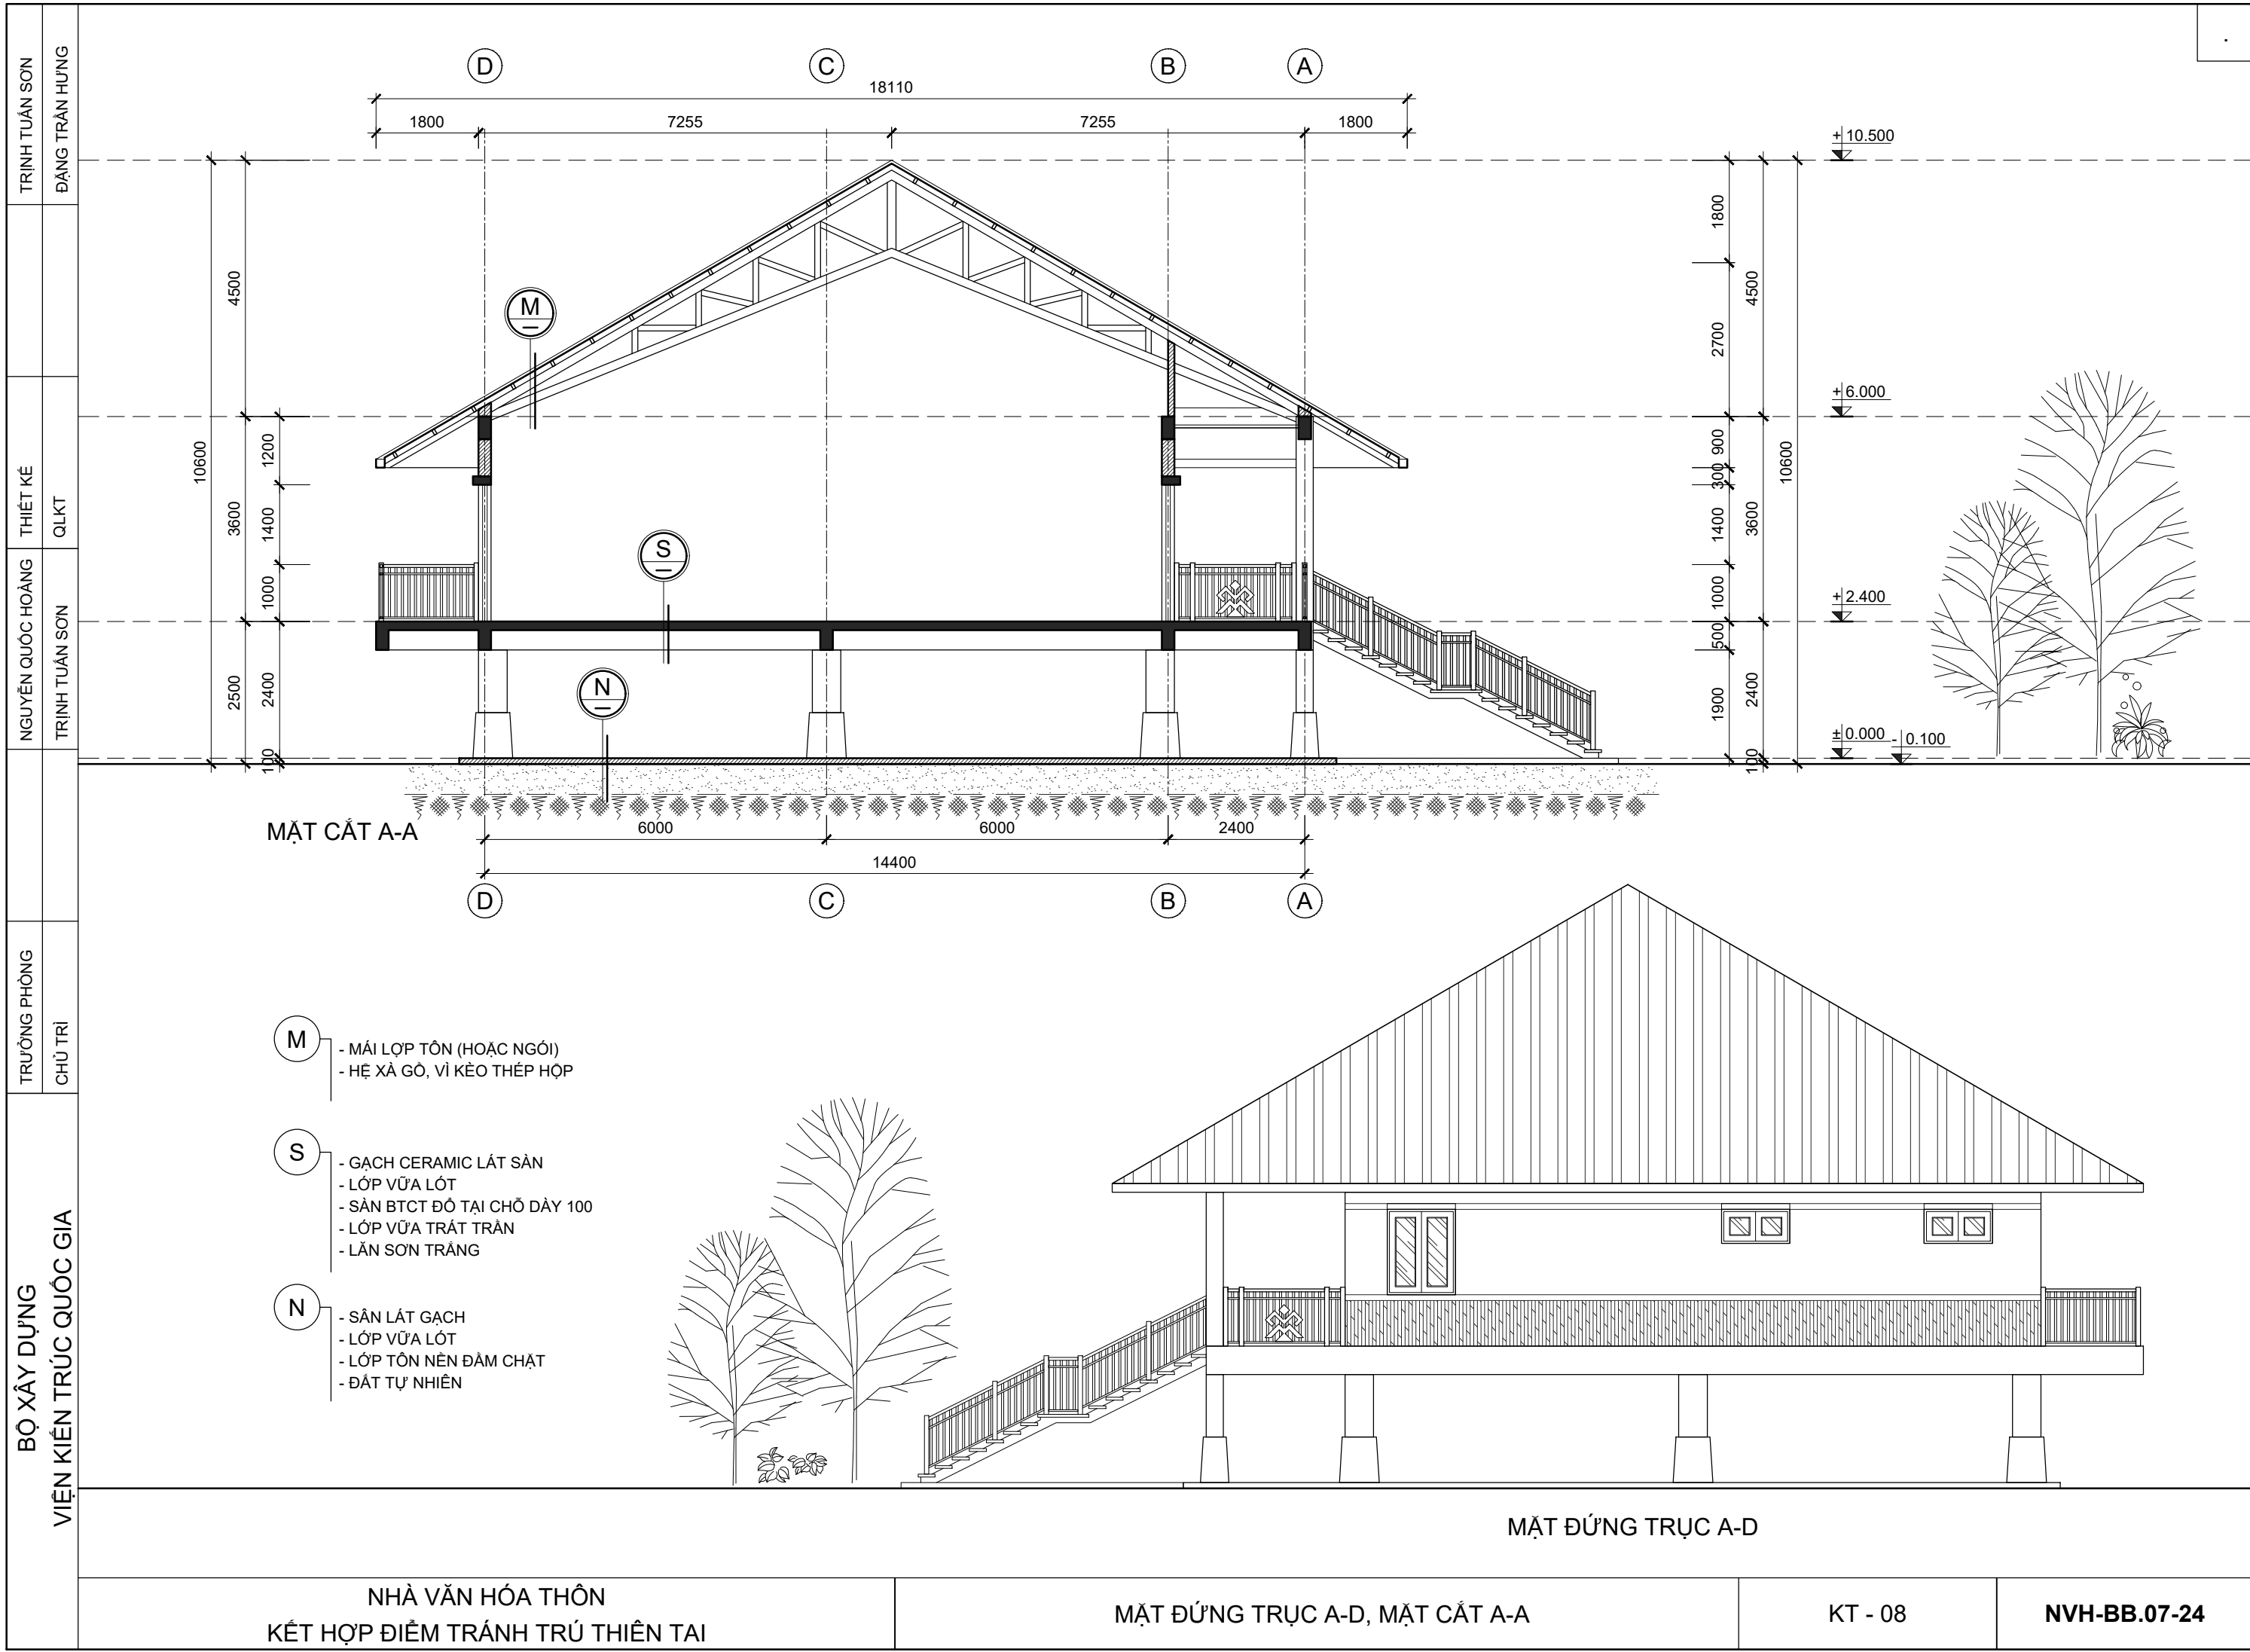 D
C
B
A
18110
1800
7255
7255
1800
+ 10.500
1800
4500
4500
2700
M
+ 6.000
10600
1200
900
10600
300
3600
1400
S
1400
3600
1000
1000
+ 2.400
500
N
2500
2400
1900
2400
± 0.000
- 0.100
100
100
MẶT CẮT A-A
6000
6000
2400
14400
D
C
B
A
M
- MÁI LỢP TÔN (HOẶC NGÓI)
- HỆ XÀ GỒ, VÌ KÈO THÉP HỘP
S
- GẠCH CERAMIC LÁT SÀN
- LỚP VỮA LÓT
- SÀN BTCT ĐỔ TẠI CHỖ DÀY 100
- LỚP VỮA TRÁT TRẦN
- LĂN SƠN TRẮNG
N
- SÂN LÁT GẠCH
- LỚP VỮA LÓT
- LỚP TÔN NỀN ĐẦM CHẶT
- ĐẤT TỰ NHIÊN
MẶT ĐỨNG TRỤC A-D
TRỊNH TUẤN SƠN
ĐẶNG TRẦN HƯNG
THIẾT KẾ
QLKT
NGUYỄN QUỐC HOÀNG
TRỊNH TUẤN SƠN
TRƯỞNG PHÒNG
CHỦ TRÌ
BỘ XÂY DỰNG
VIỆN KIẾN TRÚC QUỐC GIA
NHÀ VĂN HÓA THÔN
KẾT HỢP ĐIỂM TRÁNH TRÚ THIÊN TAI
MẶT ĐỨNG TRỤC A-D, MẶT CẮT A-A
KT - 08
NVH-BB.07-24